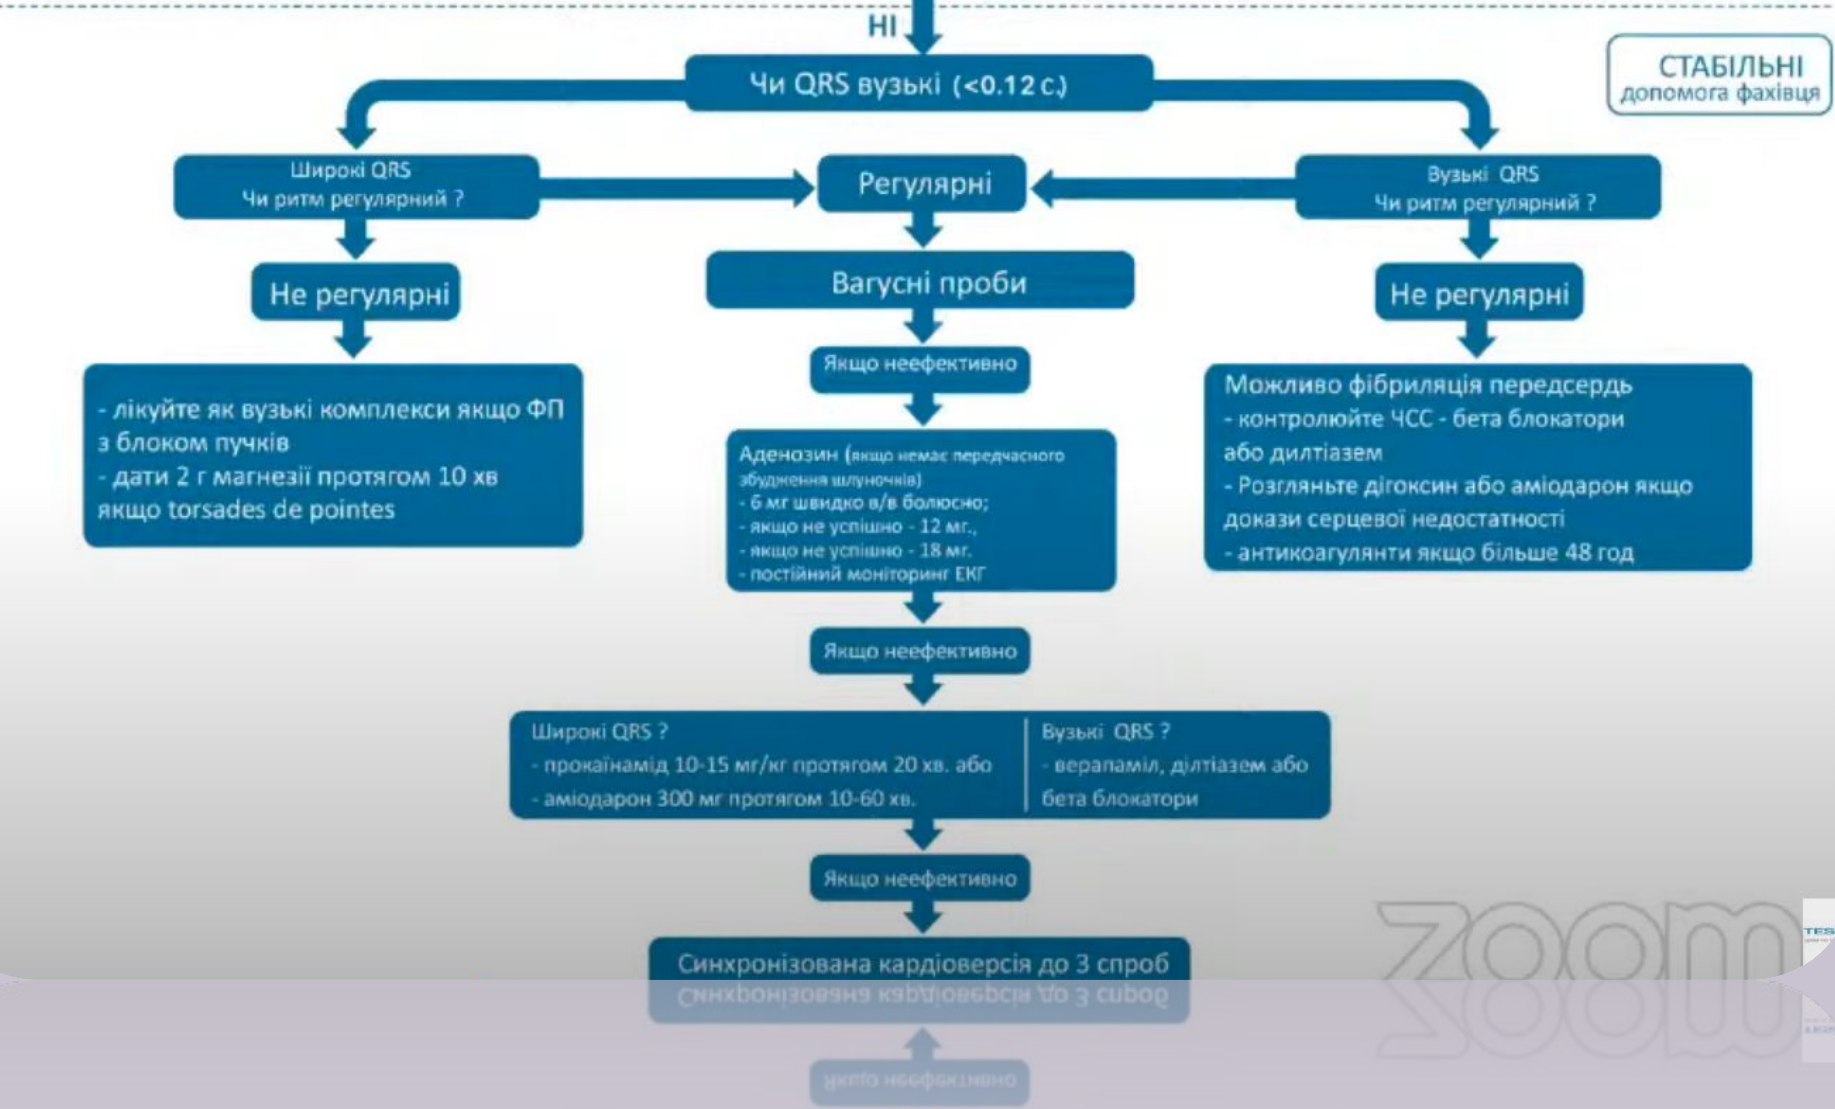 НІ
Чи QRS вузькі (<0.12 с.)
СТАБІЛЬНІ
допомога фахівця
Широкі QRS
Чи ритм регулярний ?
Регулярні
Вузькі QRS
Чи ритм регулярний ?
Не регулярні
Вагусні проби
Не регулярні
Якщо неефективно
- лікуйте як вузькі комплекси якщо ФП
з блоком пучків
- дати 2 г магнезії протягом 10 хв
якщо torsades de pointes
Аденозин (якщо немає передчасного
збудження шлуночків)
- 6 мг швидко в/в болюсно;
- якщо не успішно - 12 мг.,
- якщо не успішно - 18 мг.
- постійний моніторинг ЕКГ
Можливо фібриляція передсердь
- контролюйте ЧСС - бета блокатори
або дилтіазем
- Розгляньте дігоксин або аміодарон якщо
докази серцевої недостатності
- антикоагулянти якщо більше 48 год
Якщо неефективно
Широкі QRS ?
- прокаїнамід 10-15 мг/кг протягом 20 хв. або
- аміодарон 300 мг протягом 10-60 хв.
Вузькі QRS ?
- верапаміл, ділтіазем або
бета блокатори
Якщо неефективно
Синхронізована кардіоверсія до 3 спроб
zoom
TES